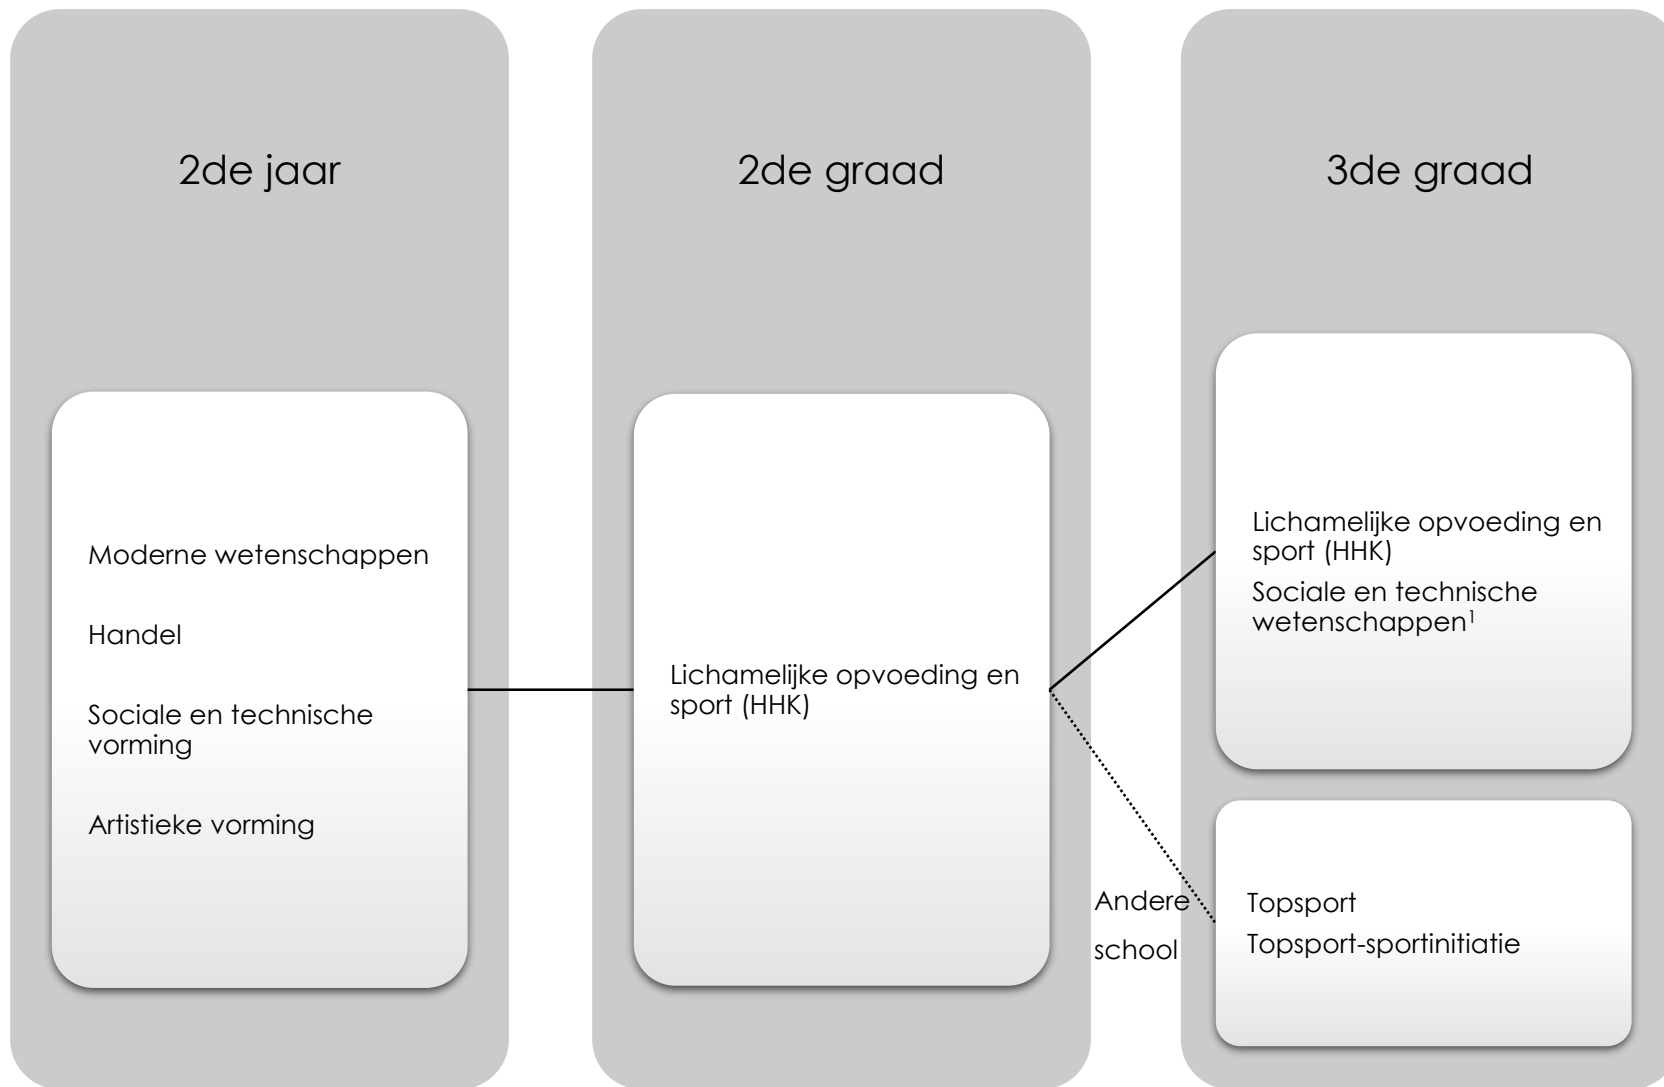 2de jaar
Moderne wetenschappen
Handel
Sociale en technische
vorming
Artistieke vorming
2de graad
Lichamelijke opvoeding en
sport (HHK)
Andere
school
3de graad
Lichamelijke opvoeding en
sport (HHK)
Sociale en technische
wetenschappen¹
Topsport
Topsport-sportinitiatie